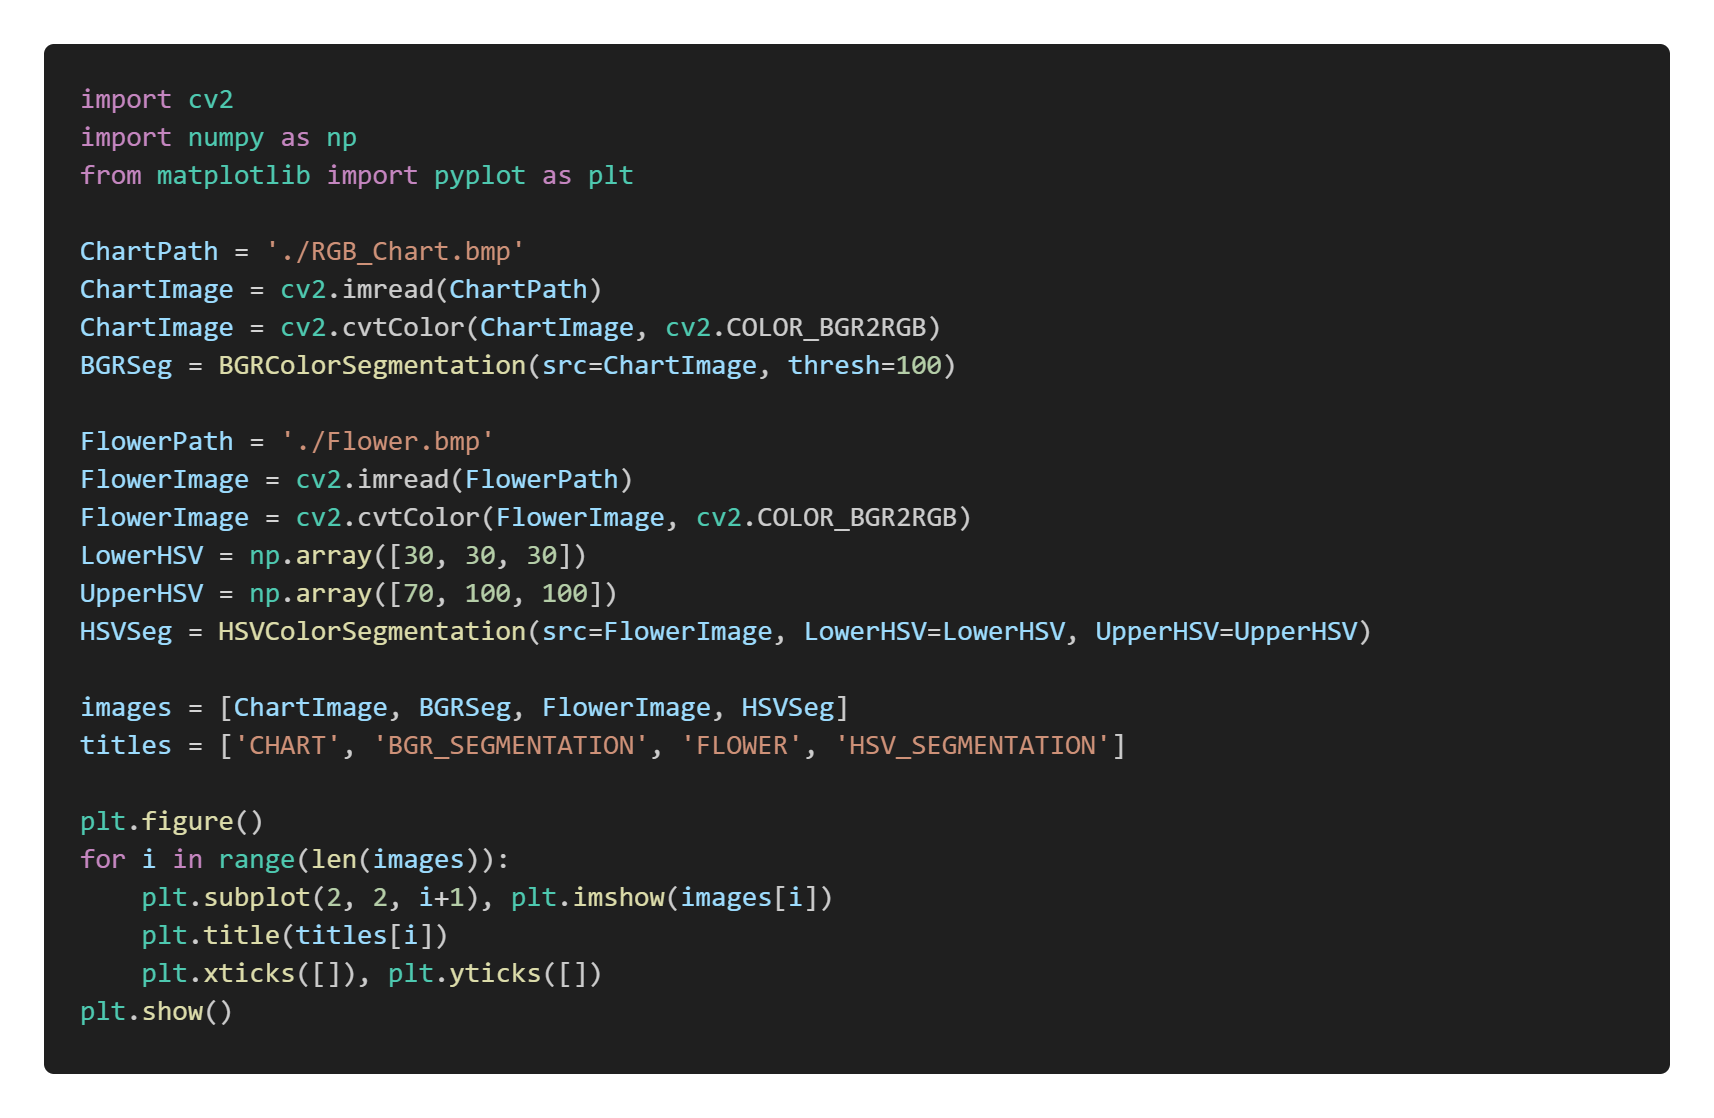 import cv2
import numpy as np
from matplotlib import pyplot as plt

ChartPath = './RGB_Chart.bmp'
ChartImage = cv2.imread(ChartPath)
ChartImage = cv2.cvtColor(ChartImage, cv2.COLOR_BGR2RGB)
BGRSeg = BGRColorSegmentation(src=ChartImage, thresh=100)

FlowerPath = './Flower.bmp'
FlowerImage = cv2.imread(FlowerPath)
FlowerImage = cv2.cvtColor(FlowerImage, cv2.COLOR_BGR2RGB)
LowerHSV = np.array([30, 30, 30])
UpperHSV = np.array([70, 100, 100])
HSVSeg = HSVColorSegmentation(src=FlowerImage, LowerHSV=LowerHSV, UpperHSV=UpperHSV)

images = [ChartImage, BGRSeg, FlowerImage, HSVSeg]
titles = ['CHART', 'BGR_SEGMENTATION', 'FLOWER', 'HSV_SEGMENTATION']

plt.figure()
for i in range(len(images)):
    plt.subplot(2, 2, i+1), plt.imshow(images[i])
    plt.title(titles[i])
    plt.xticks([]), plt.yticks([])
plt.show()